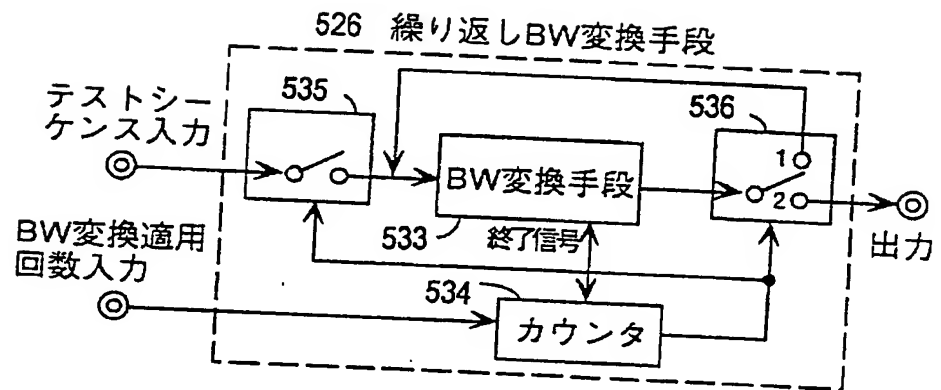 526 繰り返しBW変換手段
テストシー
ケンス入力
535
536
1
2
BW変換手段
533
終了信号
出力
BW変換適用
回数入力
534
カウンタ